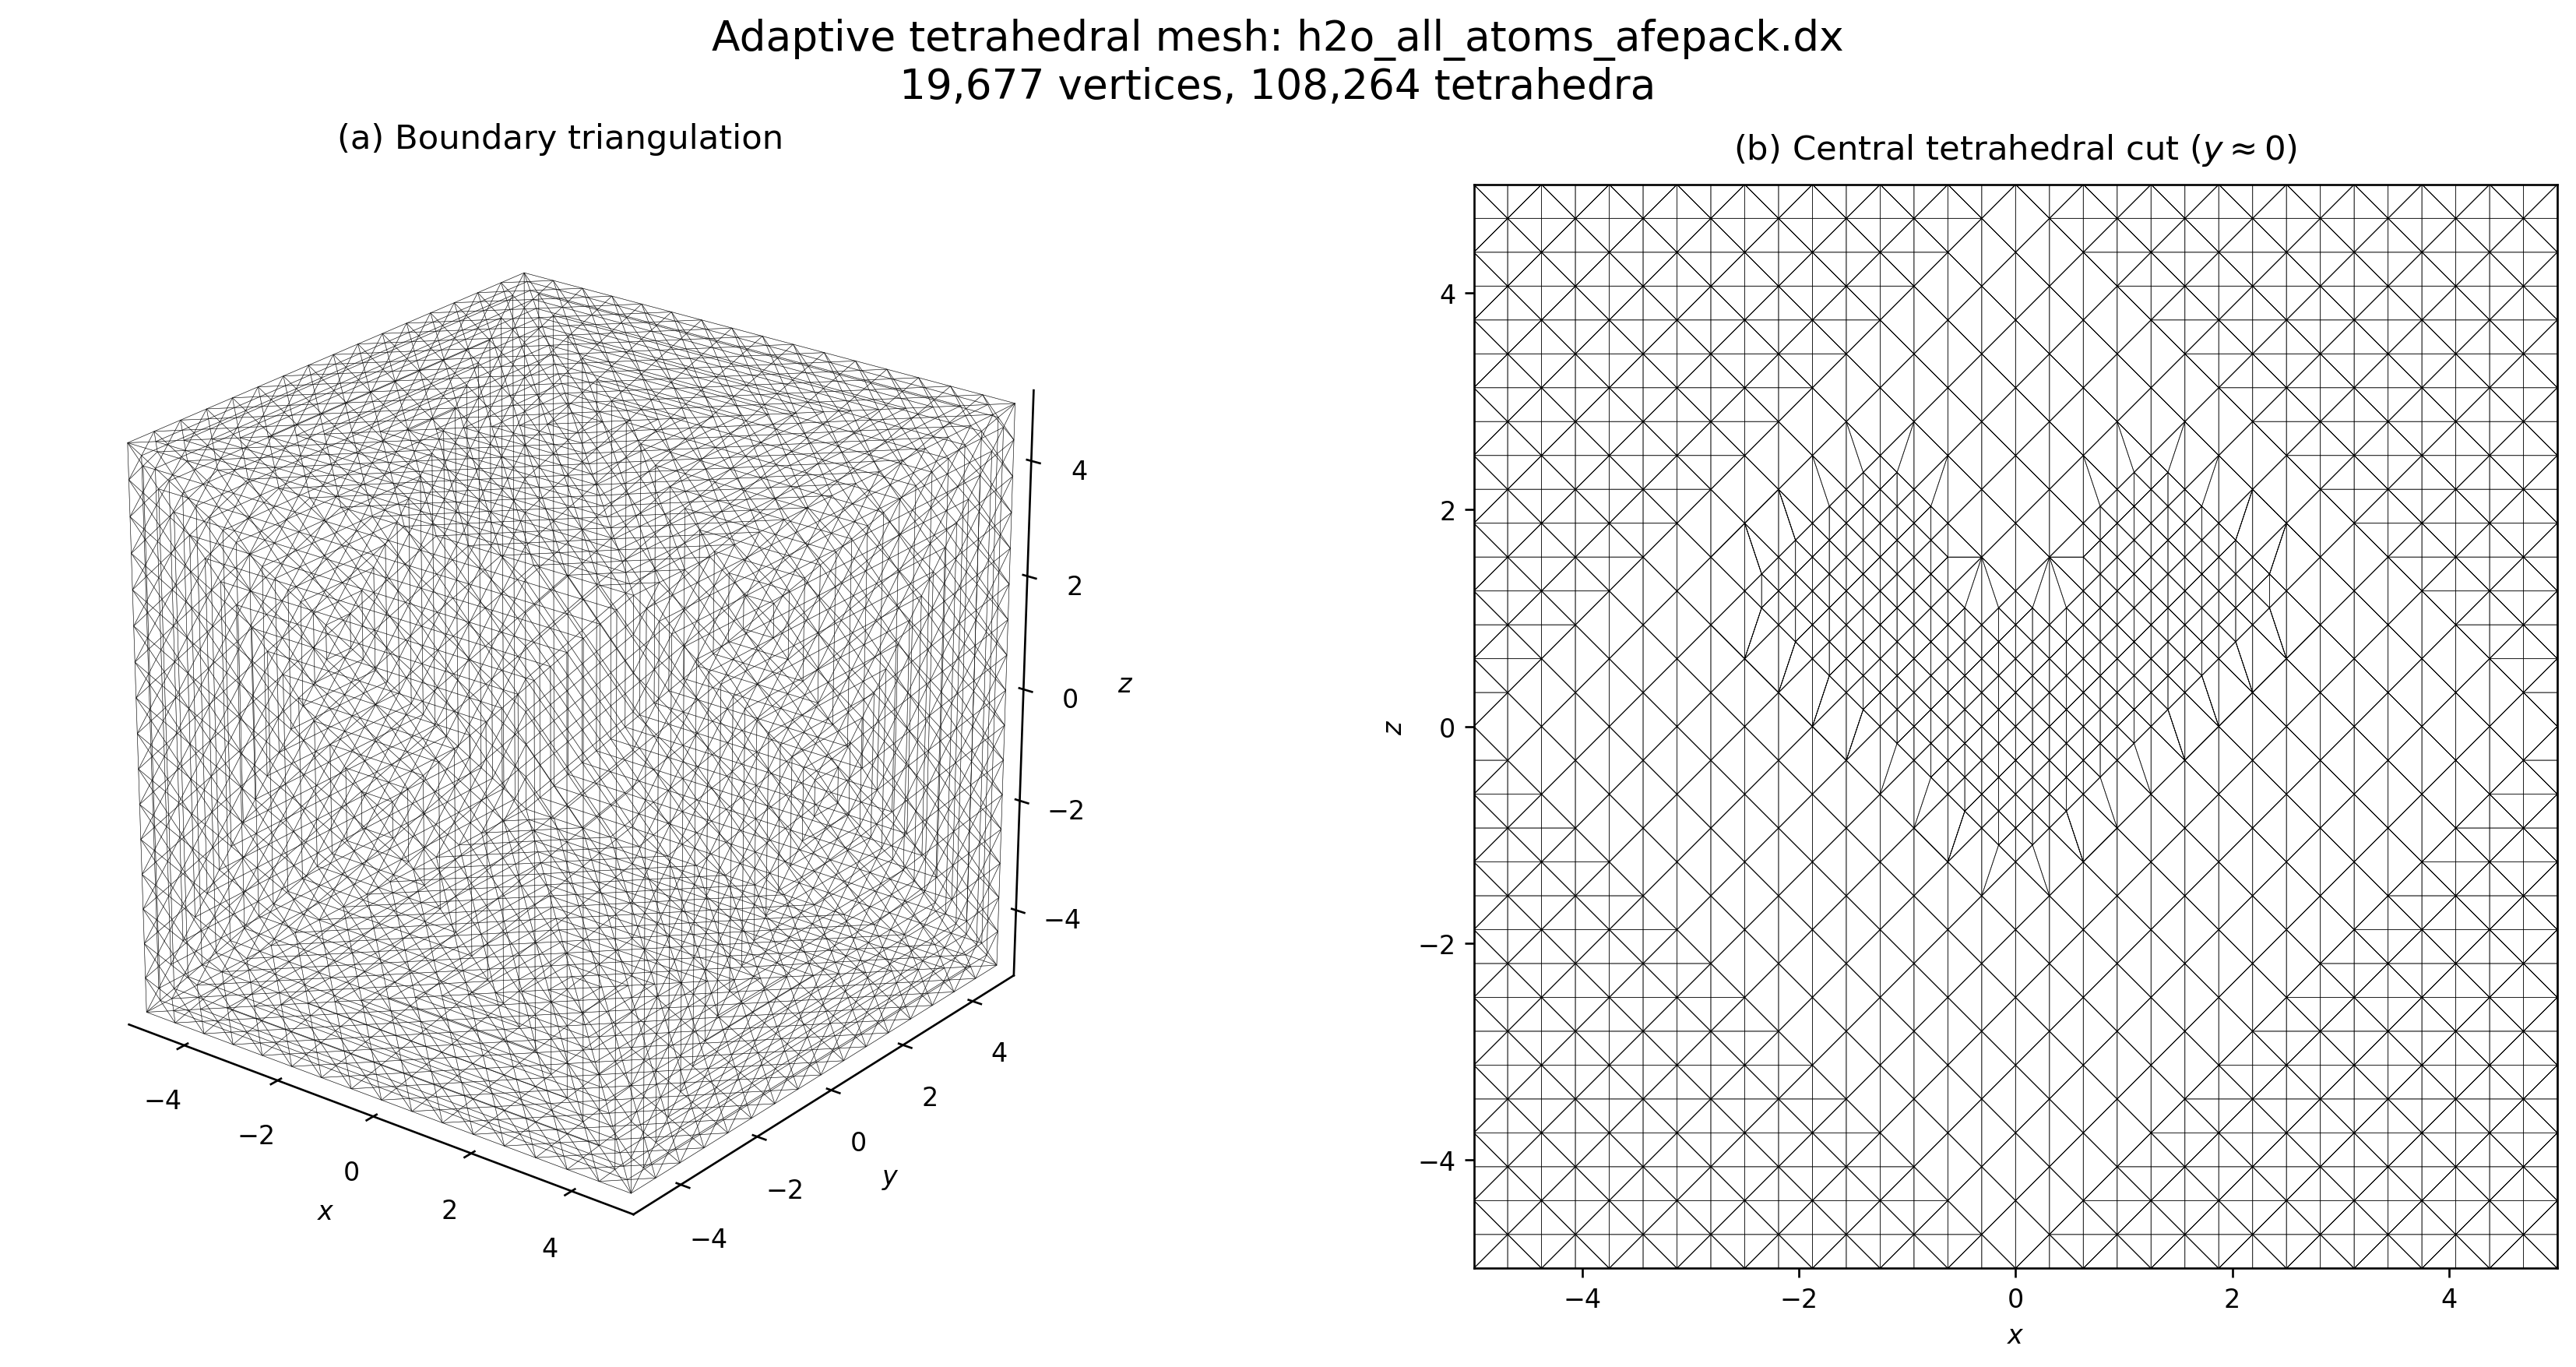 Adaptive tetrahedral mesh: h2o_all_atoms_afepack.dx
19,677 vertices, 108,264 tetrahedra
(a) Boundary triangulation
4
2
0
−2
−4
z
−4
−2
0
2
4
x
−4
−2
0
2
4
y
(b) Central tetrahedral cut (y ≈ 0)
4
2
0
−2
−4
z
−4
−2
0
2
4
x